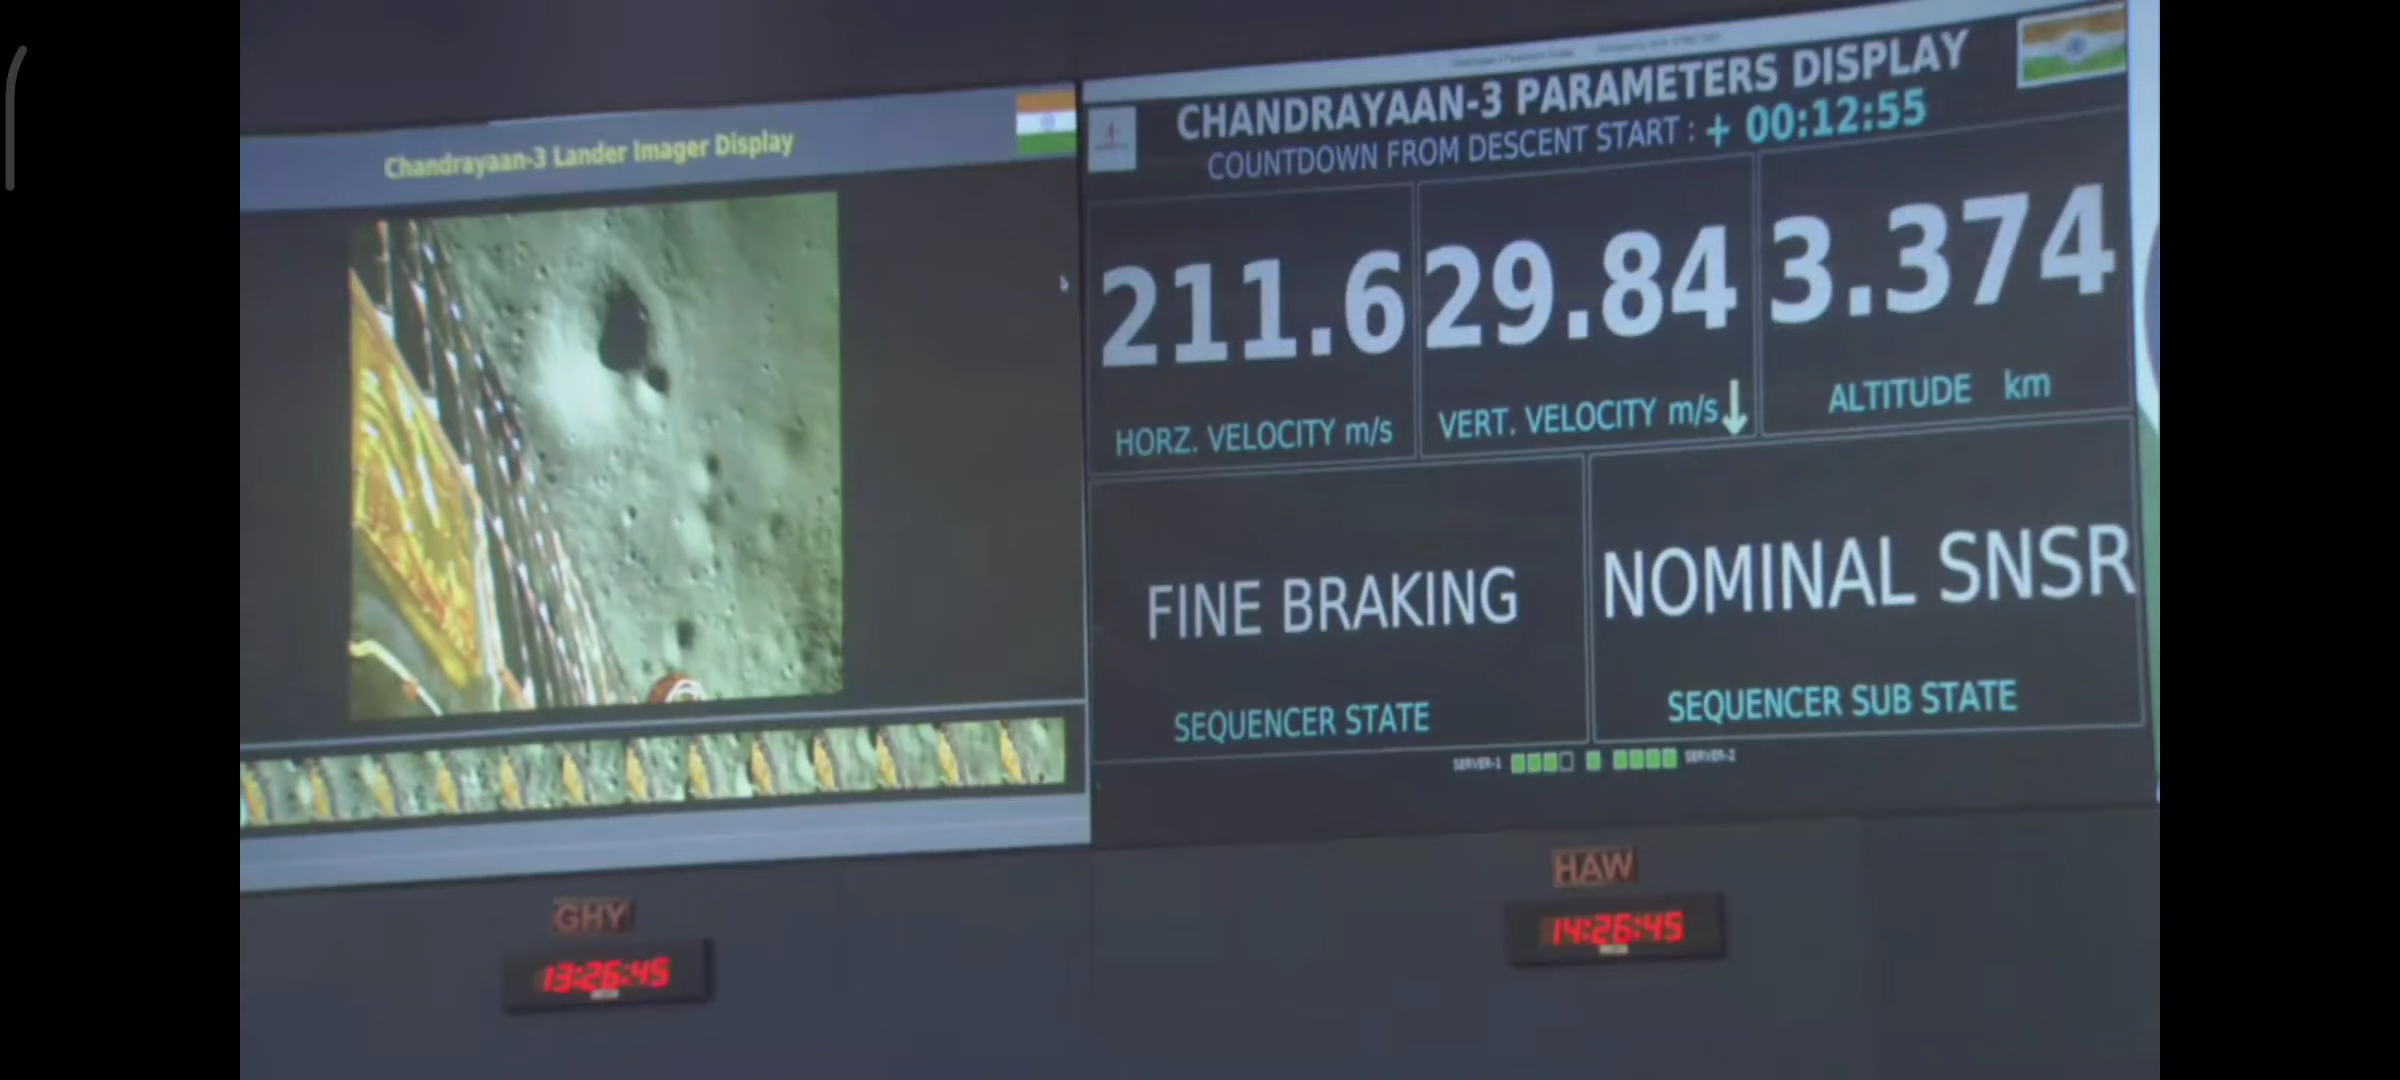 Chandrayaan-3 Lander Imager Display
CHANDRAYAAN-3 PARAMETERS DISPLAY
COUNTDOWN FROM DESCENT START : + 00:12:55
211.6
HORZ. VELOCITY m/s
29.84
VERT. VELOCITY m/s
3.374
ALTITUDE km
FINE BRAKING
SEQUENCER STATE
NOMINAL SNSR
SEQUENCER SUB STATE
SERVER-1
SERVER-2
GHY
13:26:45
HAW
14:26:45